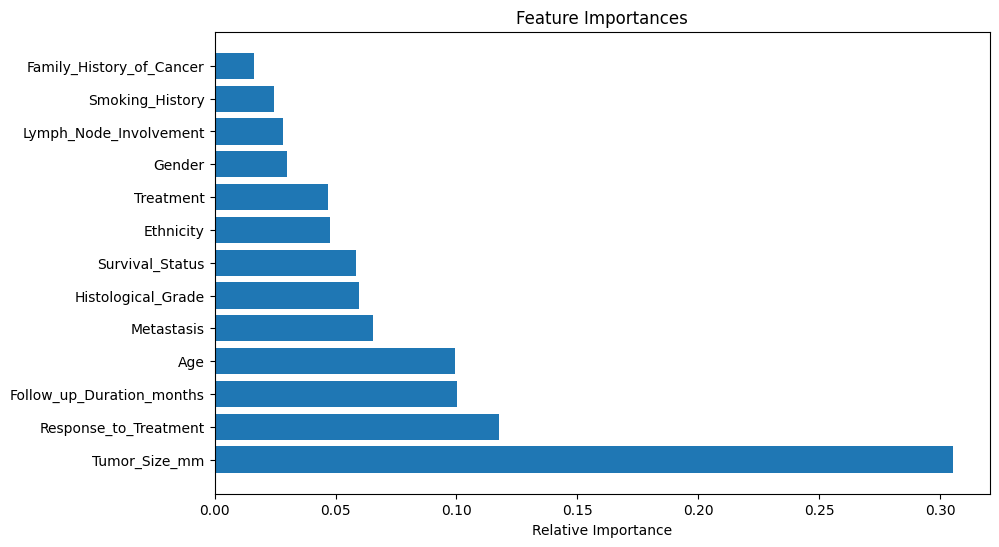 Feature Importances
Family_History_of_Cancer
Smoking_History
Lymph_Node_Involvement
Gender
Treatment
Ethnicity
Survival_Status
Histological_Grade
Metastasis
Age
Follow_up_Duration_months
Response_to_Treatment
Tumor_Size_mm
0.00 0.05 0.10 0.15 0.20 0.25 0.30
Relative Importance